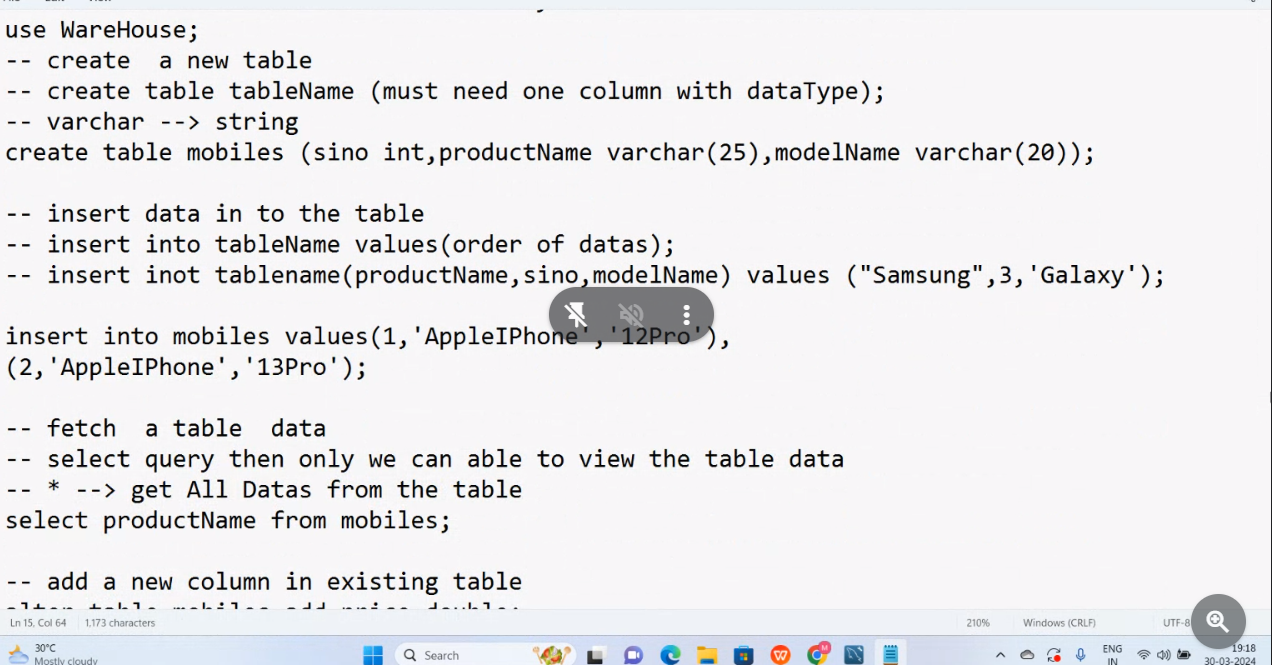 use WareHouse;
-- create  a new table
-- create table tableName (must need one column with dataType);
-- varchar --> string
create table mobiles (sino int,productName varchar(25),modelName varchar(20));
-- insert data in to the table
-- insert into tableName values(order of datas);
-- insert inot tablename(productName,sino,modelName) values ("Samsung",3,'Galaxy');
insert into mobiles values(1,'AppleIPhone','12Pro'),
(2,'AppleIPhone','13Pro');
-- fetch  a table  data
-- select query then only we can able to view the table data
-- * --> get All Datas from the table
select productName from mobiles;
-- add a new column in existing table
alter table mobiles add price double;
Ln 15, Col 64 1,173 characters 210% Windows (CRLF) UTF-8
30°C
Mostly cloudy
Search
ENG
IN
19:18
30-03-2024